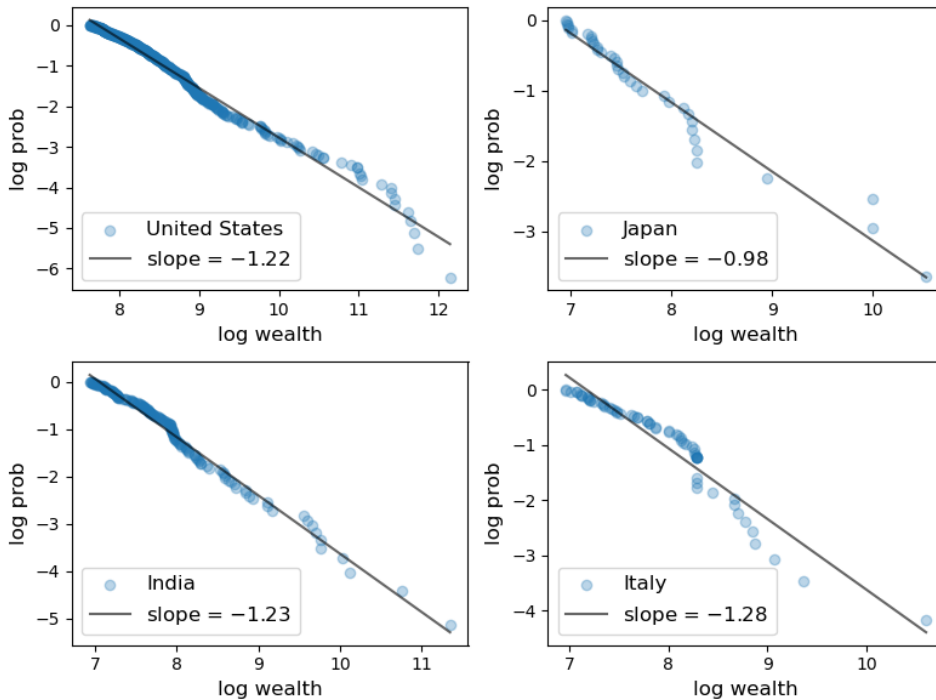 0
−1
−2
−3
−4
−5
−6
log prob
United States
slope = −1.22
8 9 10 11 12
log wealth
0
−1
−2
−3
log prob
Japan
slope = −0.98
7 8 9 10
log wealth
0
−1
−2
−3
−4
−5
log prob
India
slope = −1.23
7 8 9 10 11
log wealth
0
−1
−2
−3
−4
log prob
Italy
slope = −1.28
7 8 9 10
log wealth